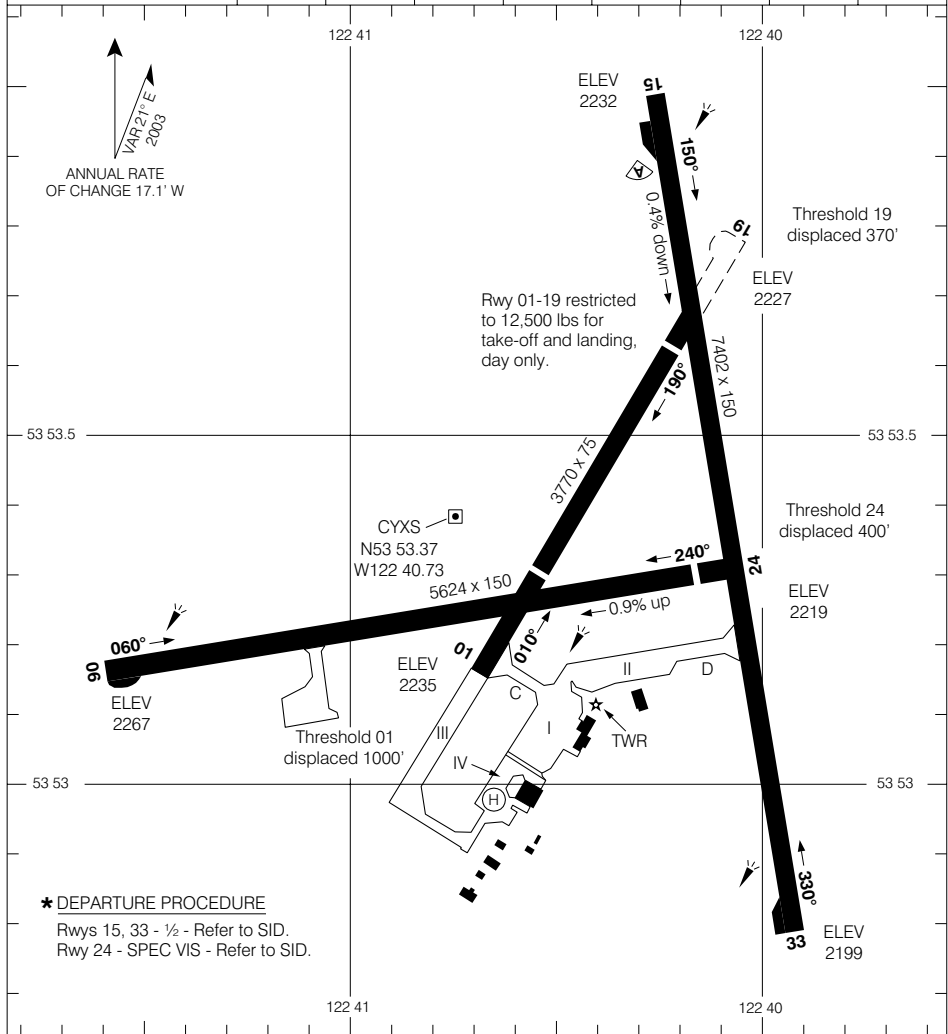 122 41
122 40
VAR 21° E
2003
ANNUAL RATE
OF CHANGE 17.1' W
ELEV
2232
15
150°
A
0.4% down
19
Threshold 19
displaced 370'
ELEV
2227
Rwy 01-19 restricted
to 12,500 lbs for
take-off and landing,
day only.
190°
7402 x 150
53 53.5
53 53.5
3770 x 75
CYXS
N53 53.37
W122 40.73
Threshold 24
displaced 400'
240°
24
5624 x 150
0.9% up
ELEV
2219
060°
06
01
010°
ELEV
2235
ELEV
2267
C
II
D
III
I
TWR
Threshold 01
displaced 1000'
IV
H
53 53
53 53
330°
33
ELEV
2199
* DEPARTURE PROCEDURE
Rwys 15, 33 - ½ - Refer to SID.
Rwy 24 - SPEC VIS - Refer to SID.
122 41
122 40